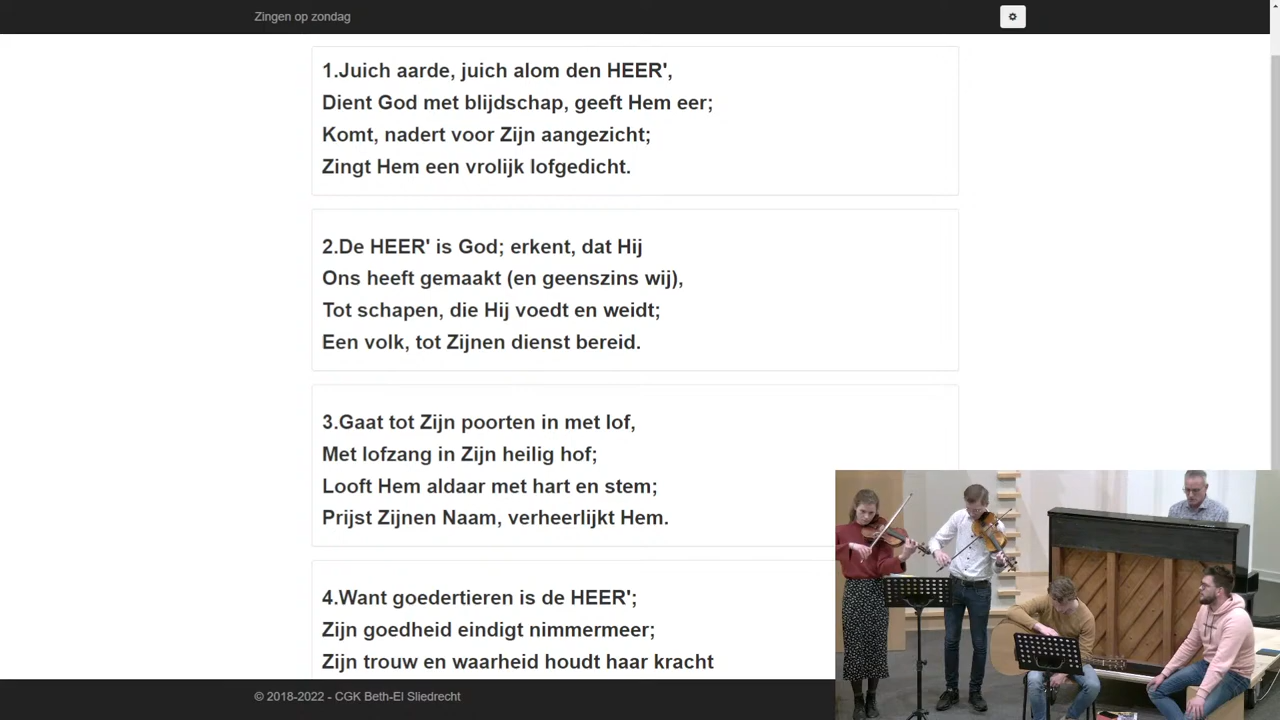 Zingen op zondag
1.Juich aarde, juich alom den HEER',
Dient God met blijdschap, geeft Hem eer;
Komt, nadert voor Zijn aangezicht;
Zingt Hem een vrolijk lofgedicht.
2.De HEER' is God; erkent, dat Hij
Ons heeft gemaakt (en geenszins wij),
Tot schapen, die Hij voedt en weidt;
Een volk, tot Zijnen dienst bereid.
3.Gaat tot Zijn poorten in met lof,
Met lofzang in Zijn heilig hof;
Looft Hem aldaar met hart en stem;
Prijst Zijnen Naam, verheerlijkt Hem.
4.Want goedertieren is de HEER';
Zijn goedheid eindigt nimmermeer;
Zijn trouw en waarheid houdt haar kracht
© 2018-2022 - CGK Beth-El Sliedrecht